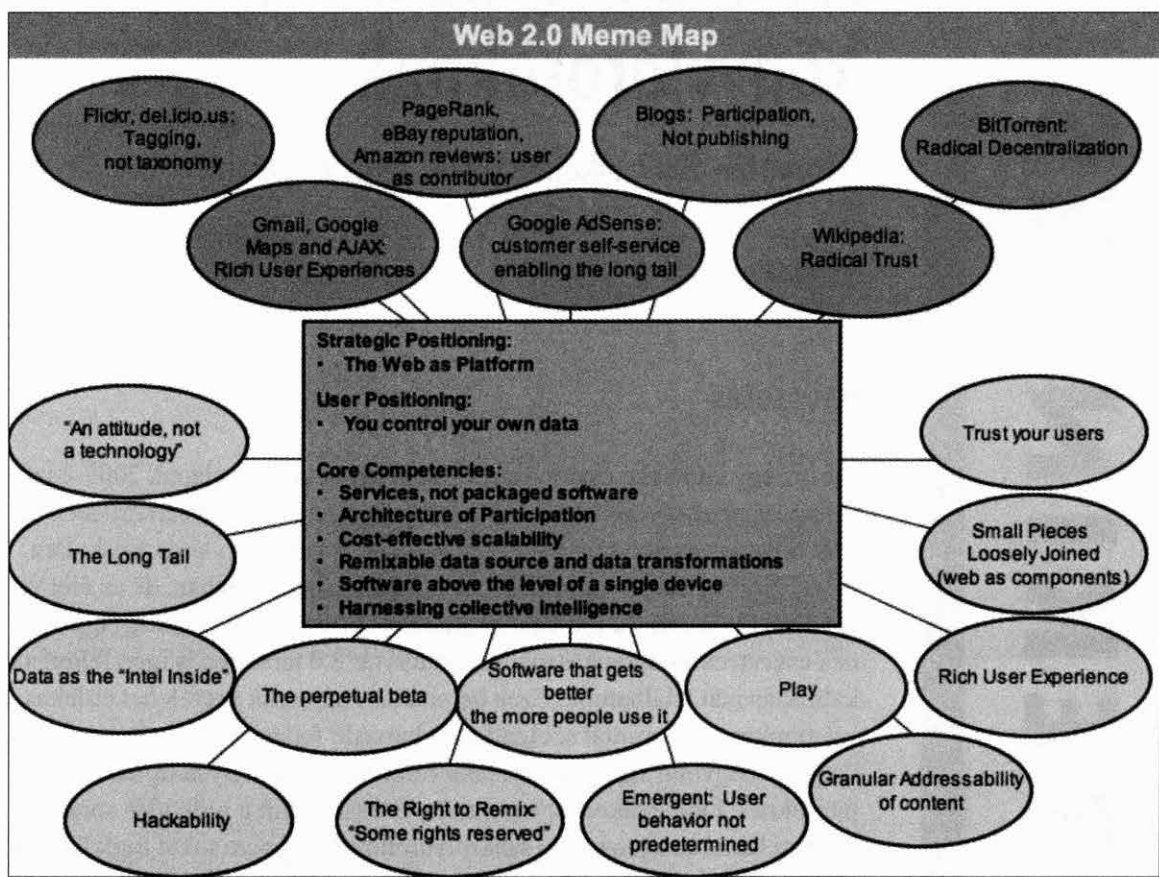 Web 2.0 Meme Map
Flickr, del.icio.us:
Tagging,
not taxonomy
PageRank,
eBay reputation,
Amazon reviews: user
as contributor
Blogs: Participation,
Not publishing
BitTorrent:
Radical Decentralization
Gmail, Google
Maps and AJAX:
Rich User Experiences
Google AdSense:
customer self-service
enabling the long tail
Wikipedia:
Radical Trust
Strategic Positioning:
• The Web as Platform
User Positioning:
• You control your own data
Core Competencies:
• Services, not packaged software
• Architecture of Participation
• Cost-effective scalability
• Remixable data source and data transformations
• Software above the level of a single device
• Harnessing collective intelligence
"An attitude, not
a technology"
Trust your users
The Long Tail
Small Pieces
Loosely Joined
(web as components)
Data as the "Intel Inside"
The perpetual beta
Software that gets
better
the more people use it
Play
Rich User Experience
Hackability
The Right to Remix:
"Some rights reserved"
Emergent: User
behavior not
predetermined
Granular Addressability
of content